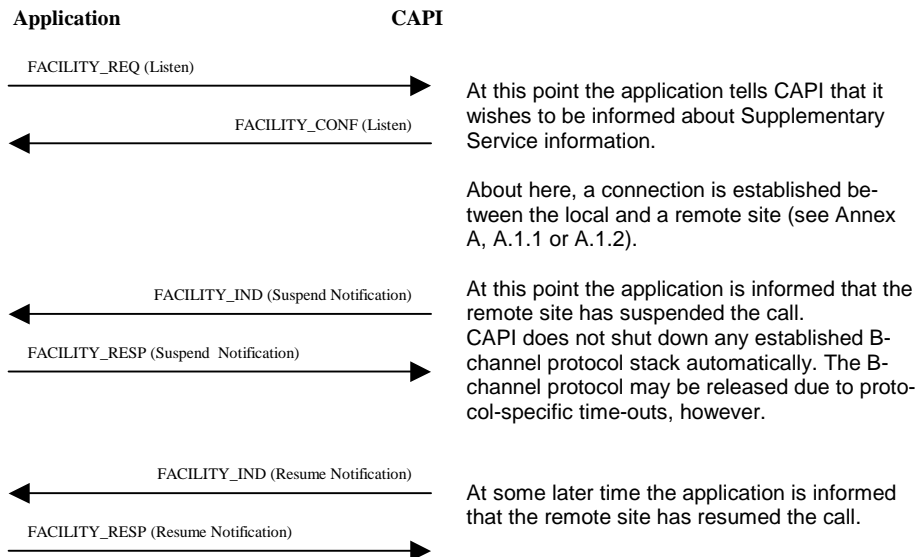 Application CAPI
FACILITY_REQ (Listen)
At this point the application tells CAPI that it
wishes to be informed about Supplementary
Service information.
FACILITY_CONF (Listen)
About here, a connection is established be-
tween the local and a remote site (see Annex
A, A.1.1 or A.1.2).
FACILITY_IND (Suspend Notification)
At this point the application is informed that the
remote site has suspended the call.
CAPI does not shut down any established B-
channel protocol stack automatically. The B-
channel protocol may be released due to proto-
col-specific time-outs, however.
FACILITY_RESP (Suspend Notification)
FACILITY_IND (Resume Notification)
At some later time the application is informed
that the remote site has resumed the call.
FACILITY_RESP (Resume Notification)